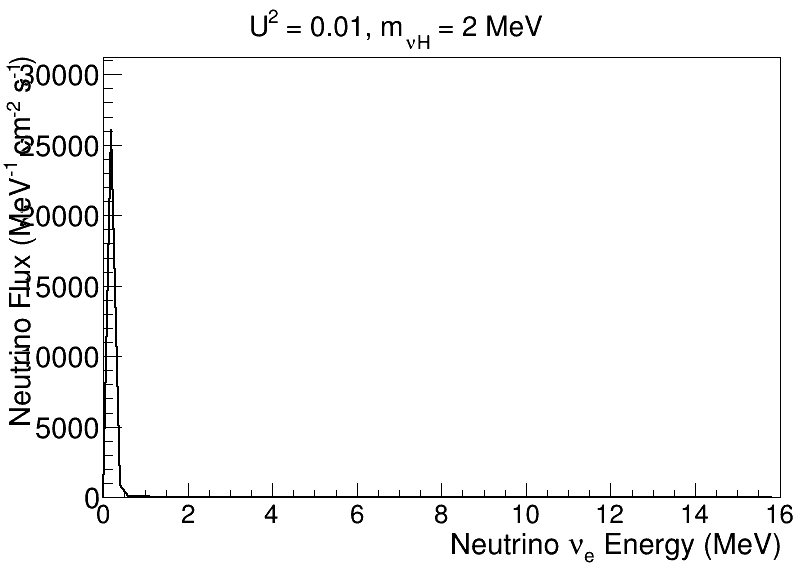 U² = 0.01, m_νH = 2 MeV
Neutrino Flux (MeV⁻¹ cm⁻² s⁻¹)
30000
25000
20000
15000
10000
5000
0
0 2 4 6 8 10 12 14 16
Neutrino νₑ Energy (MeV)